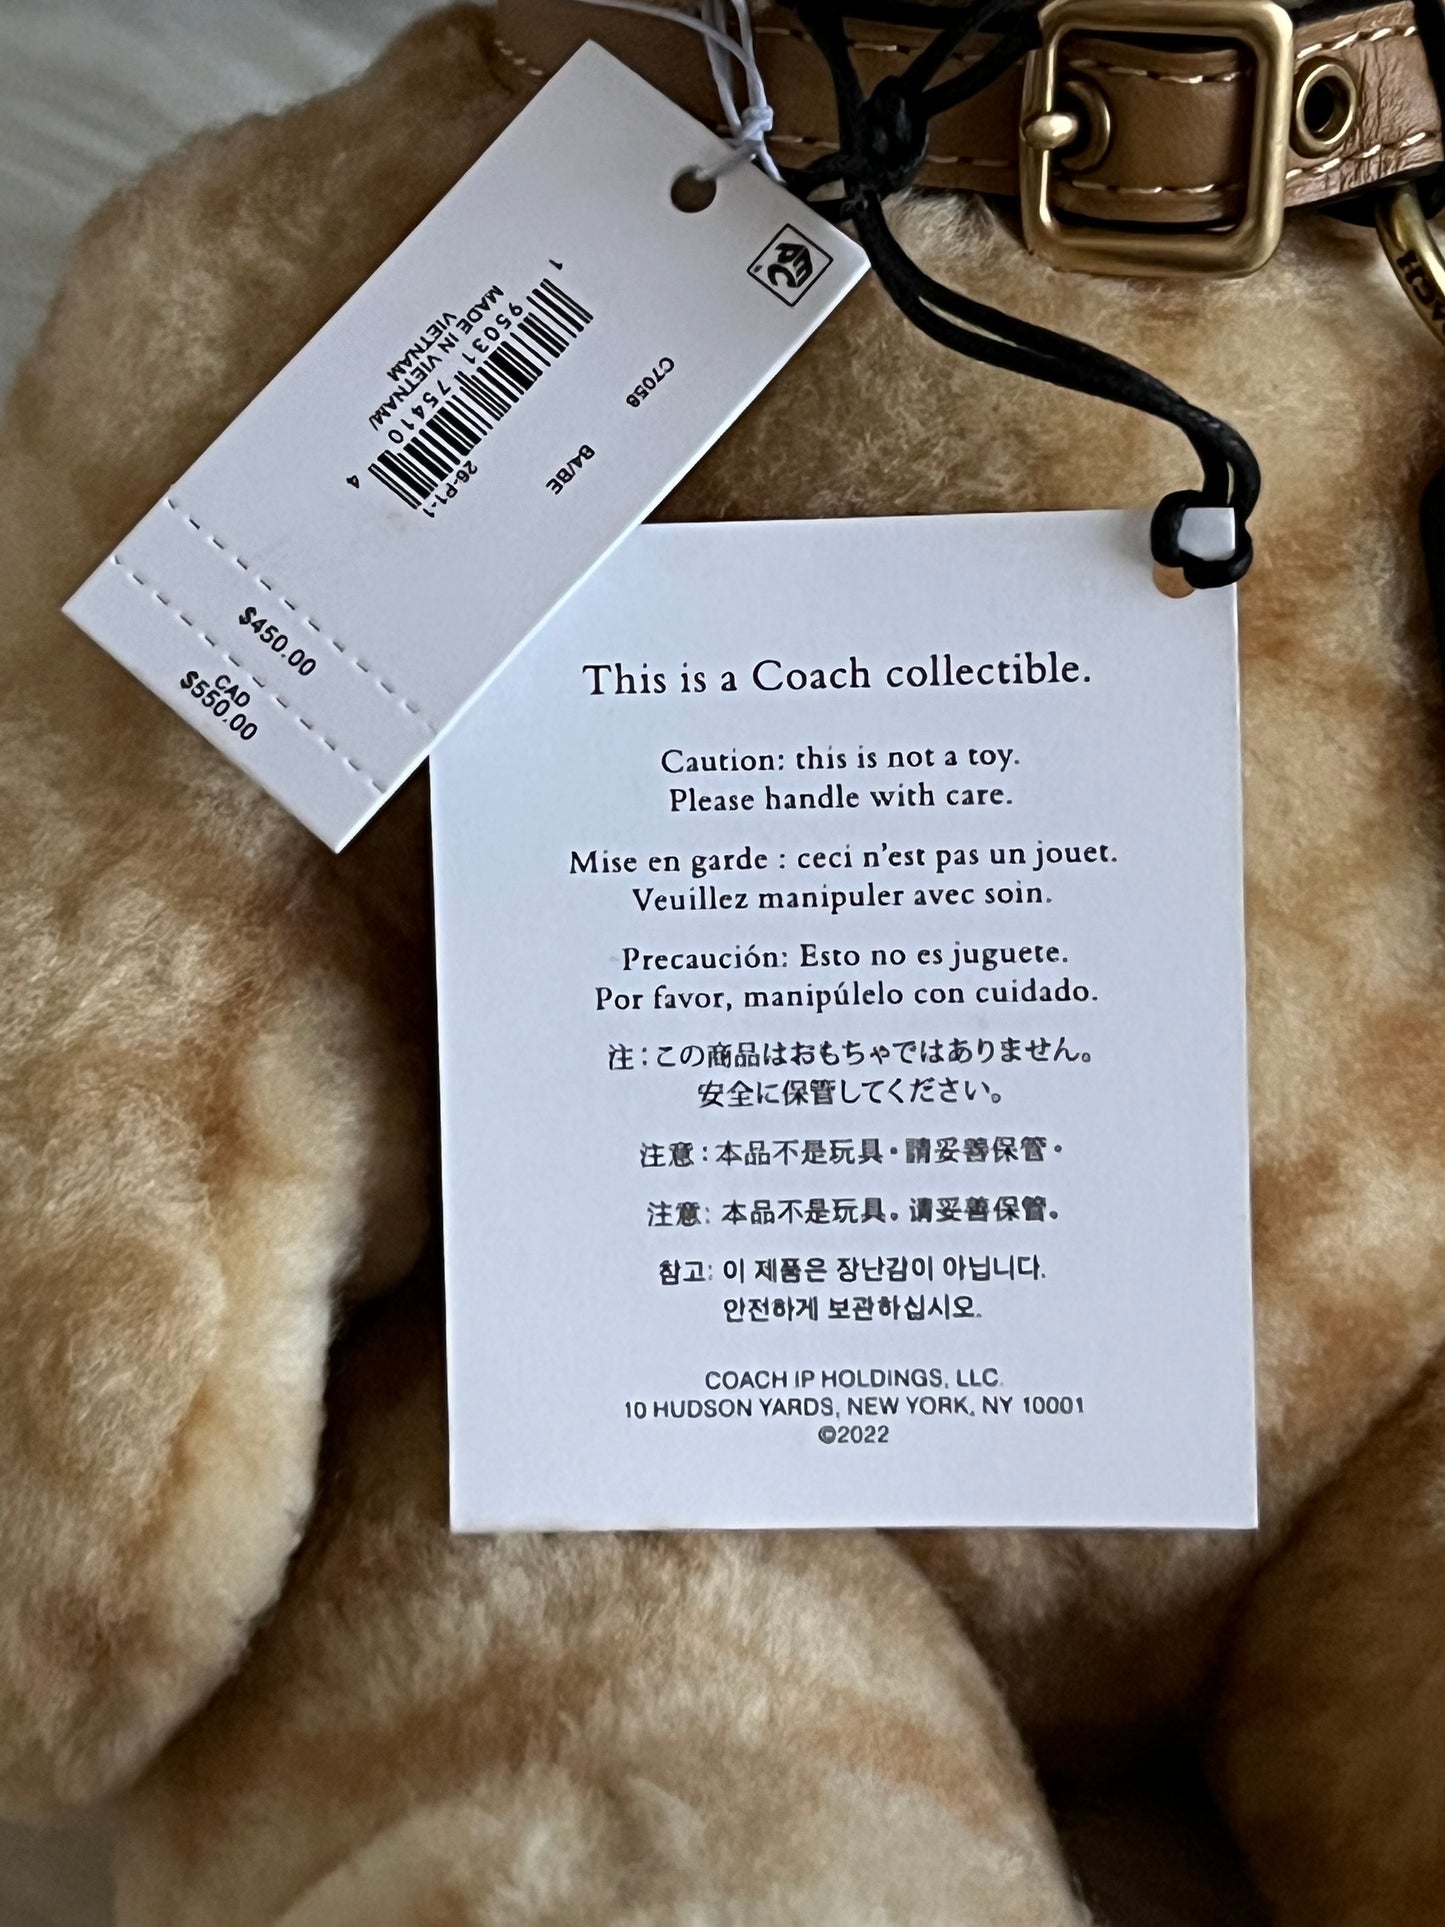 EPC
C7058
B4/BE
1
95031 75410
4
26-P1-1
MADE IN VIETNAM/
VIETNAM
$450.00
CAD
$550.00
This is a Coach collectible.
Caution: this is not a toy.
Please handle with care.
Mise en garde : ceci n'est pas un jouet.
Veuillez manipuler avec soin.
Precaución: Esto no es juguete.
Por favor, manipúlelo con cuidado.
注：この商品はおもちゃではありません。
安全に保管してください。
注意：本品不是玩具・請妥善保管・
注意: 本品不是玩具。请妥善保管。
참고: 이 제품은 장난감이 아닙니다.
안전하게 보관하십시오.
COACH IP HOLDINGS, LLC.
10 HUDSON YARDS, NEW YORK, NY 10001
©2022